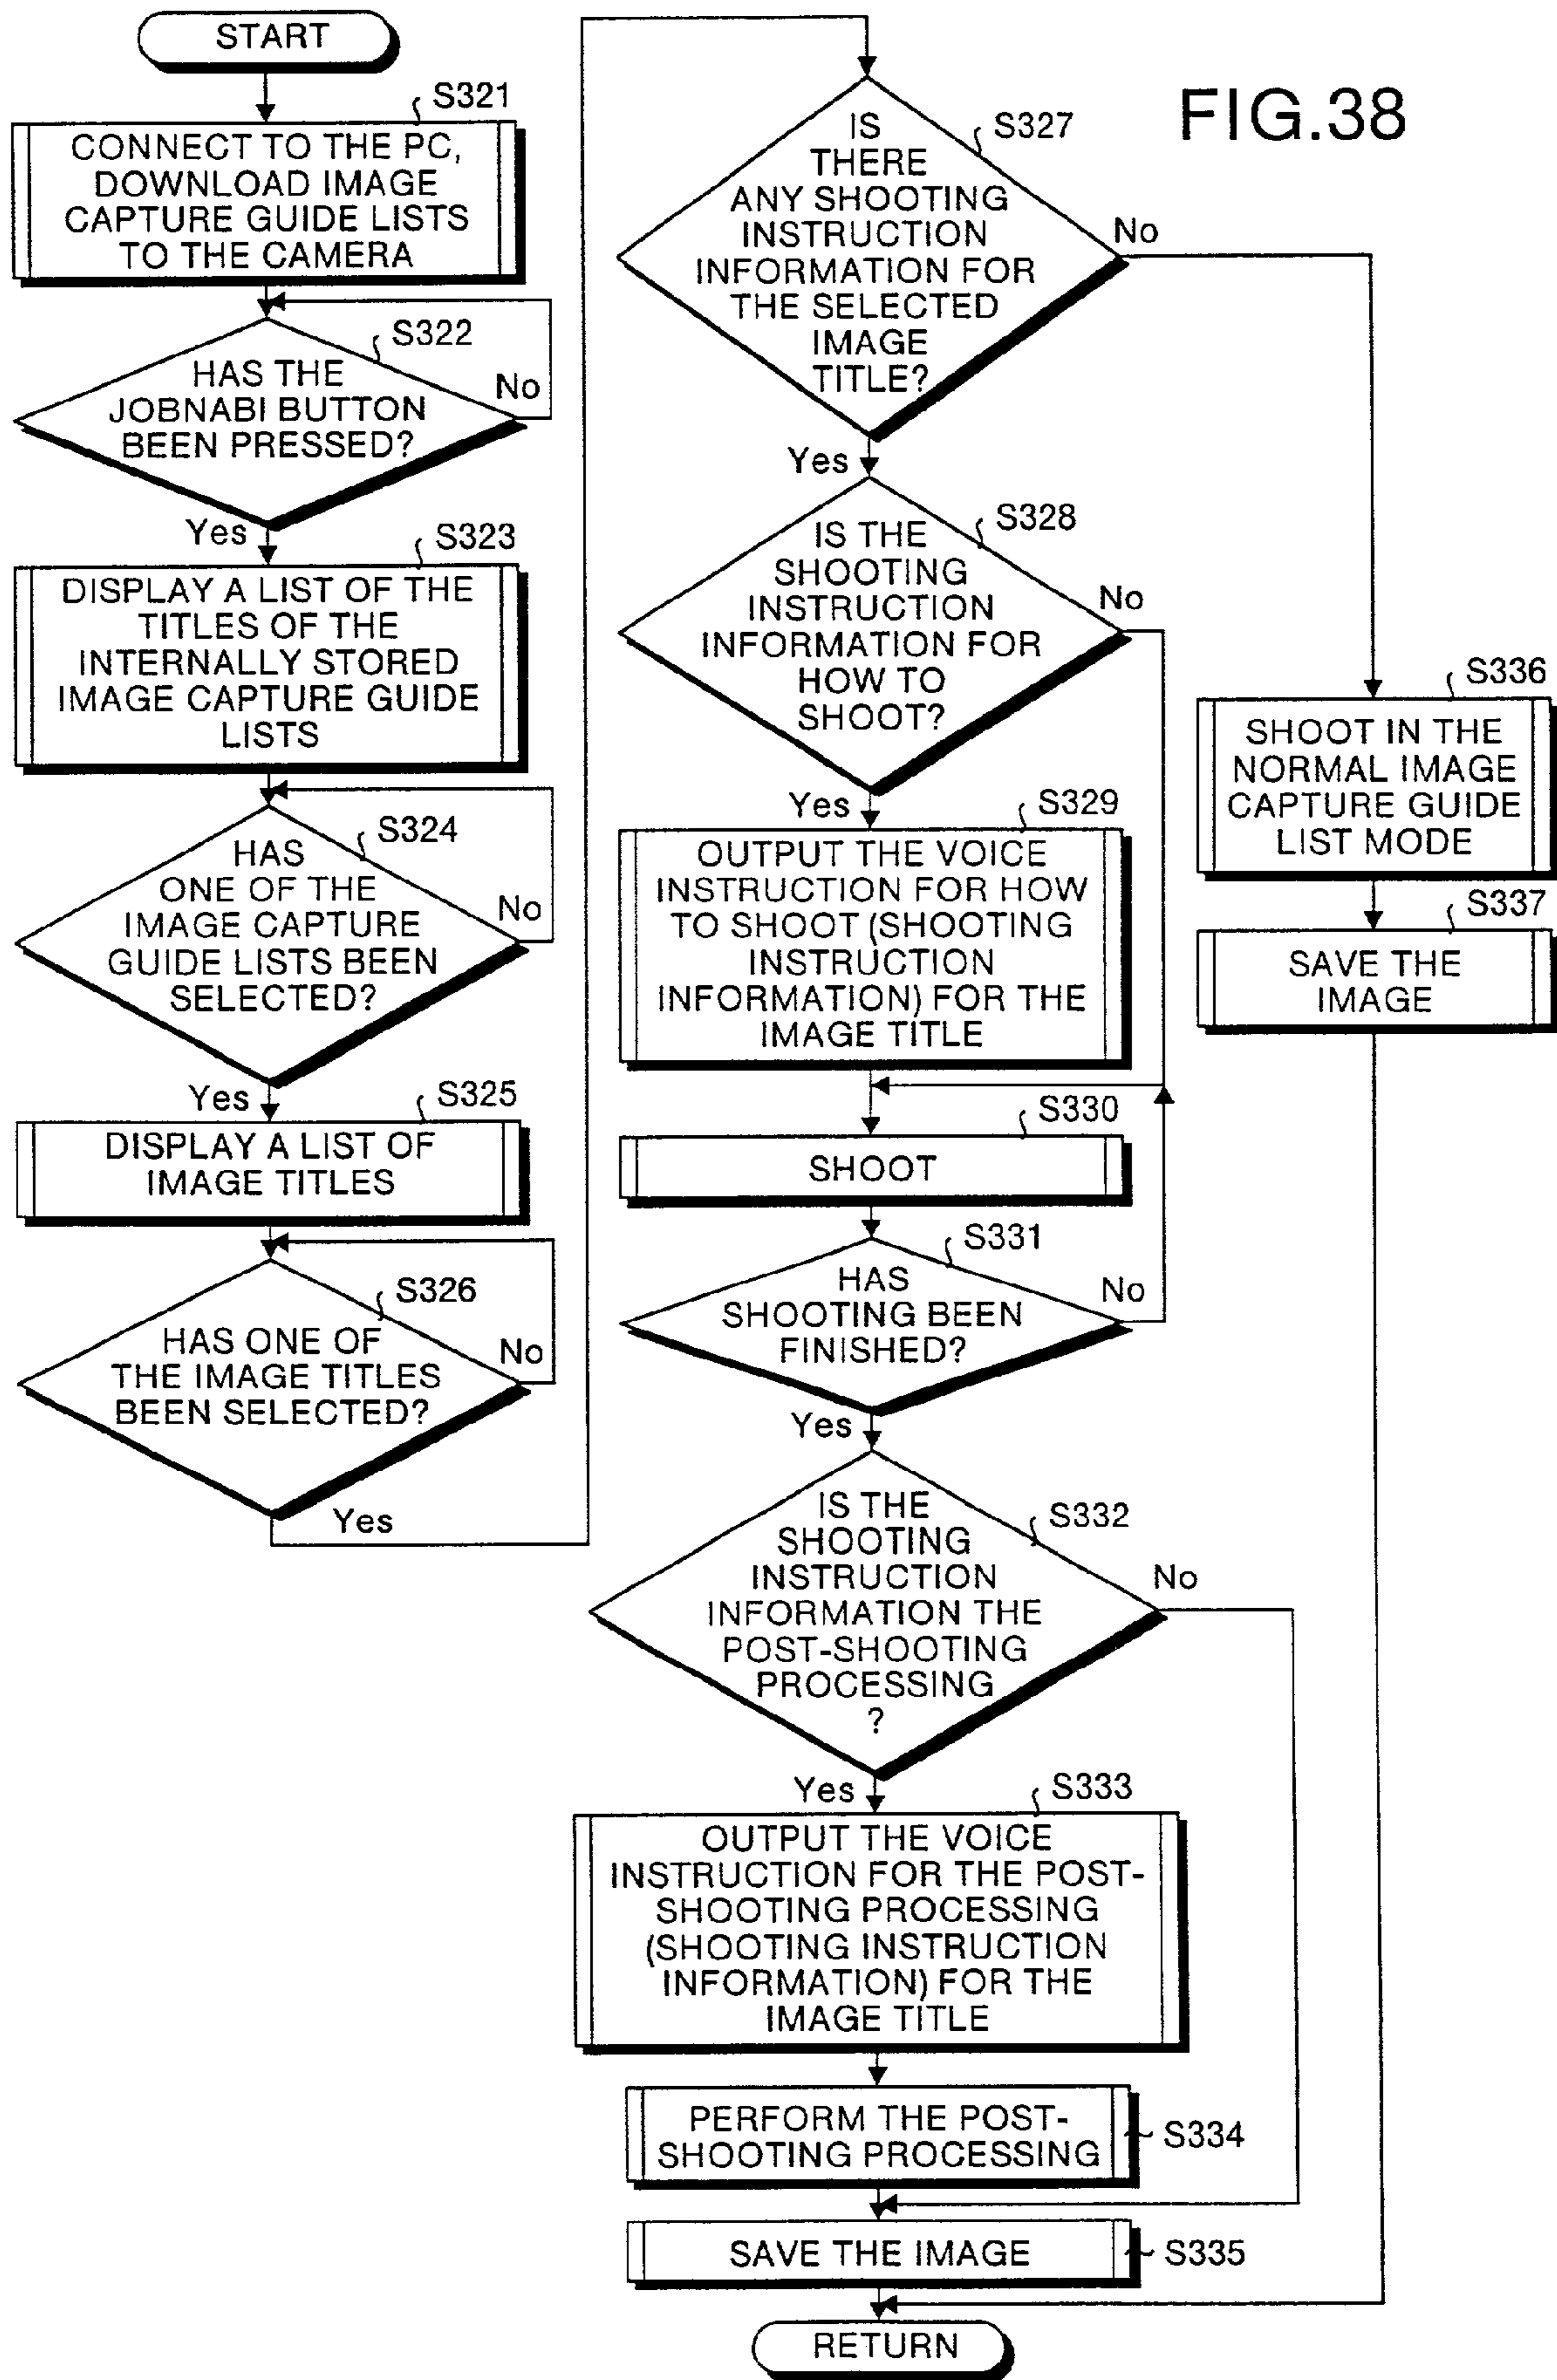 FIG.38
START
S321
CONNECT TO THE PC,
DOWNLOAD IMAGE
CAPTURE GUIDE LISTS
TO THE CAMERA
S322
HAS THE
JOBNABI BUTTON
BEEN PRESSED?
No
Yes
S323
DISPLAY A LIST OF THE
TITLES OF THE
INTERNALLY STORED
IMAGE CAPTURE GUIDE
LISTS
S324
HAS
ONE OF THE
IMAGE CAPTURE
GUIDE LISTS BEEN
SELECTED?
No
Yes
S325
DISPLAY A LIST OF
IMAGE TITLES
S326
HAS ONE OF
THE IMAGE TITLES
BEEN SELECTED?
No
Yes
S327
IS
THERE
ANY SHOOTING
INSTRUCTION
INFORMATION FOR
THE SELECTED
IMAGE
TITLE?
No
Yes
S328
IS THE
SHOOTING
INSTRUCTION
INFORMATION FOR
HOW TO
SHOOT?
No
Yes
S329
OUTPUT THE VOICE
INSTRUCTION FOR HOW
TO SHOOT (SHOOTING
INSTRUCTION
INFORMATION) FOR THE
IMAGE TITLE
S330
SHOOT
S331
HAS
SHOOTING BEEN
FINISHED?
No
Yes
S332
IS THE
SHOOTING
INSTRUCTION
INFORMATION THE
POST-SHOOTING
PROCESSING
?
No
Yes
S333
OUTPUT THE VOICE
INSTRUCTION FOR THE POST-
SHOOTING PROCESSING
(SHOOTING INSTRUCTION
INFORMATION) FOR THE
IMAGE TITLE
PERFORM THE POST-
SHOOTING PROCESSING
S334
SAVE THE IMAGE
S335
RETURN
S336
SHOOT IN THE
NORMAL IMAGE
CAPTURE GUIDE
LIST MODE
S337
SAVE THE
IMAGE